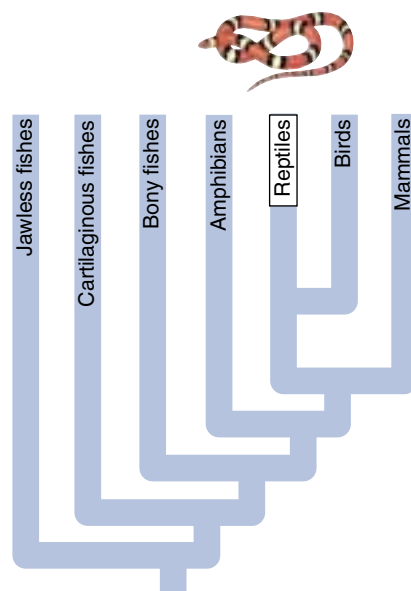 Jawless fishes
Cartilaginous fishes
Bony fishes
Amphibians
Reptiles
Birds
Mammals